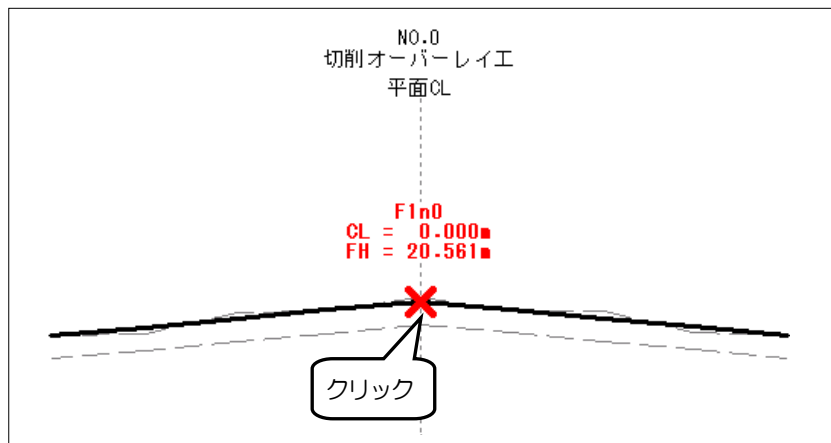 NO.0
切削オーバーレイ工
平面CL
F1n0
CL =  0.000m
FH = 20.561m
クリック